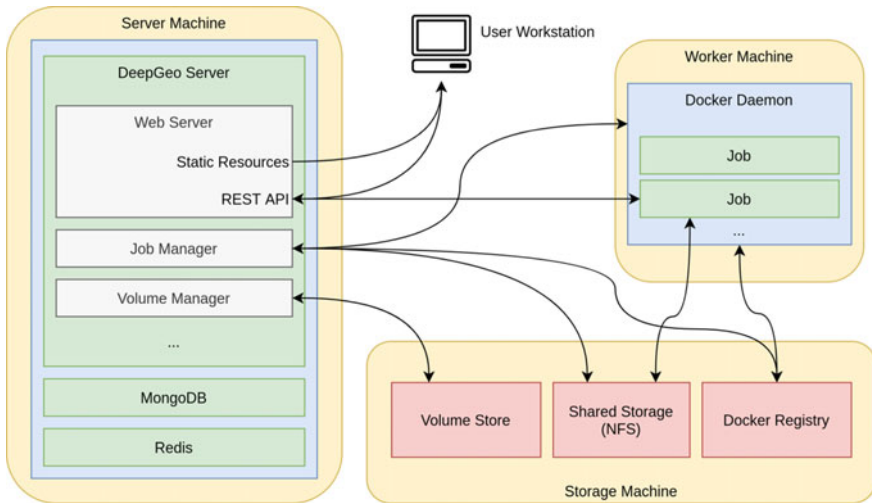 Server Machine
DeepGeo Server
Web Server
Static Resources
REST API
Job Manager
Volume Manager
...
MongoDB
Redis
User Workstation
Worker Machine
Docker Daemon
Job
Job
...
Volume Store
Shared Storage
(NFS)
Docker Registry
Storage Machine